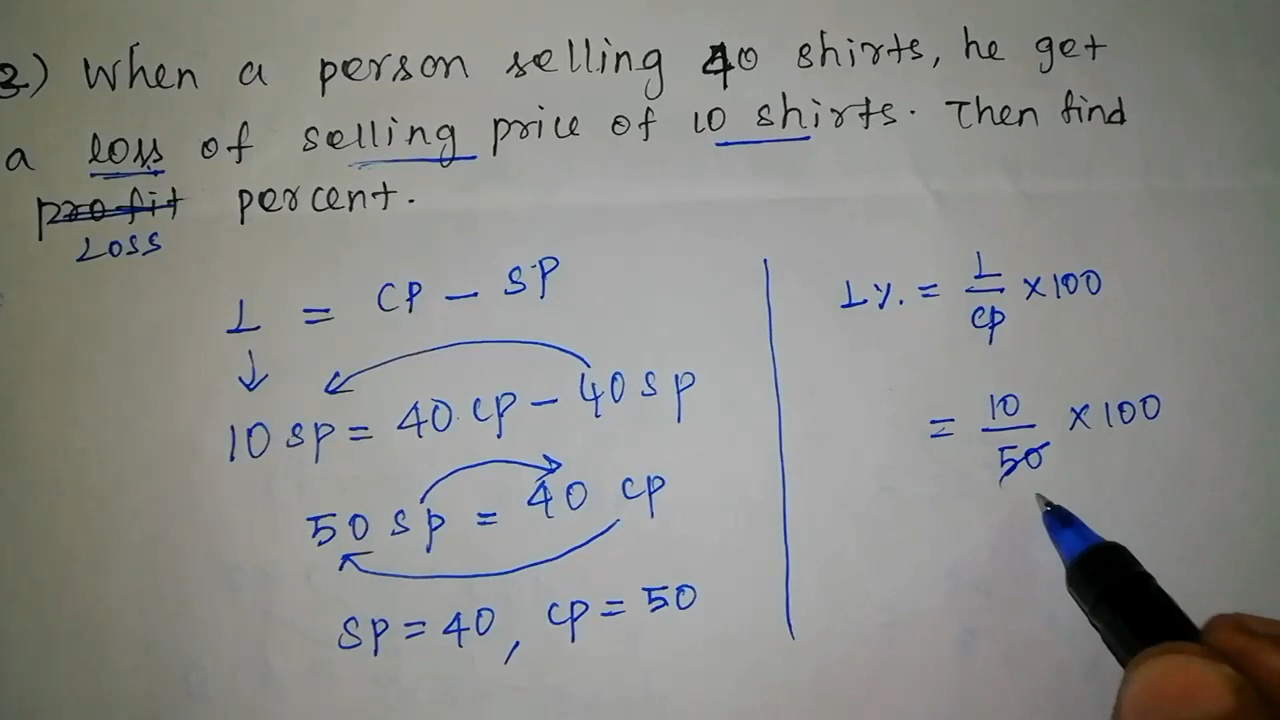 3) When a person selling 40 shirts, he get
a loss of selling price of 10 shirts. Then find
profit percent.
Loss
L = CP - SP
10 SP = 40 CP - 40 SP
50 SP = 40 CP
SP = 40, CP = 50
L%. = L/CP × 100
= 10/50 × 100